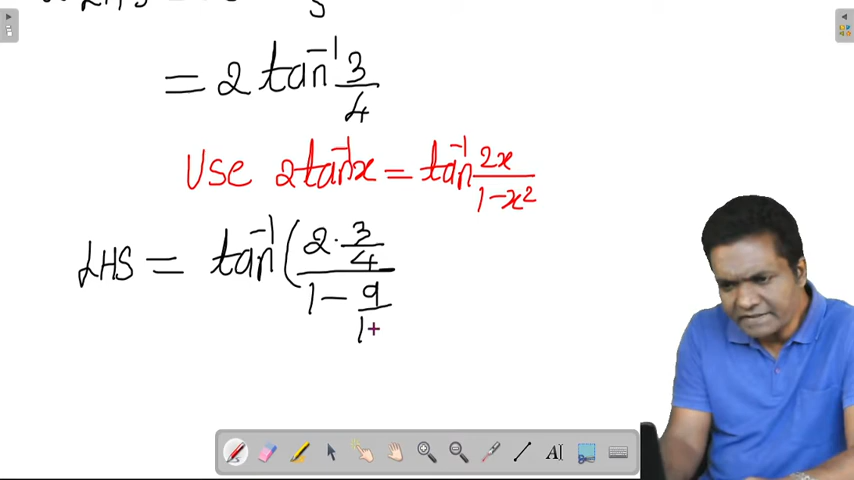 = 2 tan⁻¹ 3/4
Use 2tan⁻¹x = tan⁻¹ 2x/(1-x²)
LHS = tan⁻¹( (2·3/4)/(1 - 9/1